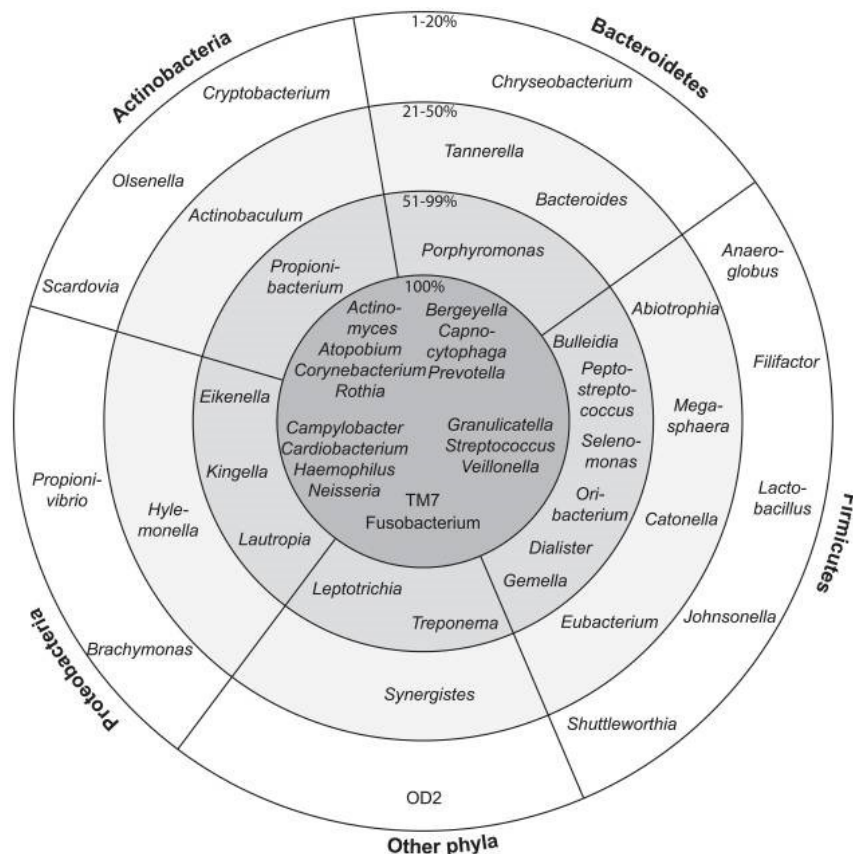 1-20%
Actinobacteria
Bacteroidetes
Cryptobacterium
Chryseobacterium
21-50%
Tannerella
Olsenella
Actinobaculum
Bacteroides
51-99%
Porphyromonas
Anaero-
globus
Scardovia
Propioni-
bacterium
100%
Actino-
myces
Atopobium
Corynebacterium
Rothia
Bergeyella
Capno-
cytophaga
Prevotella
Bulleidia
Abiotrophia
Filifactor
Pepto-
strepto-
coccus
Mega-
sphaera
Eikenella
Campylobacter
Cardiobacterium
Haemophilus
Neisseria
Granulicatella
Streptococcus
Veillonella
Seleno-
monas
Kingella
Propioni-
vibrio
Hyle-
monella
TM7
Fusobacterium
Ori-
bacterium
Catonella
Lacto-
bacillus
Firmicutes
Lautropia
Dialister
Leptotrichia
Gemella
Treponema
Eubacterium
Johnsonella
Brachymonas
Proteobacteria
Synergistes
Shuttleworthia
OD2
Other phyla